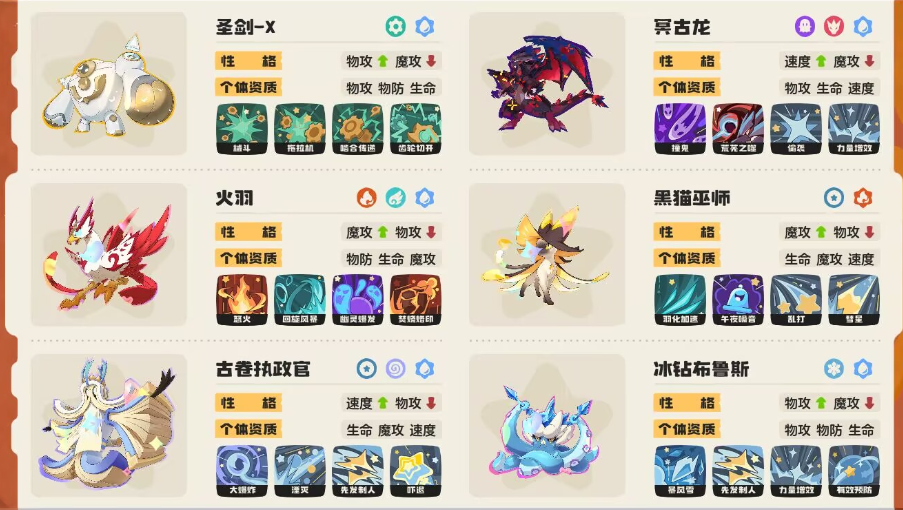 圣剑-X
性 格
物攻 魔攻
个体资质
物攻 物防 生命
械斗
拖拉机
啮合传递
齿轮切开
冥古龙
性 格
速度 魔攻
个体资质
物攻 生命 速度
撞鬼
荒死之噬
偷袭
力量增效
火羽
性 格
魔攻 物攻
个体资质
物防 生命 魔攻
怒火
回旋风暴
幽灵爆发
焚烧烙印
黑猫巫师
性 格
魔攻 物攻
个体资质
生命 魔攻 速度
羽化加速
午夜噪音
乱打
彗星
古卷执政官
性 格
速度 物攻
个体资质
生命 魔攻 速度
大爆炸
湮灭
先发制人
吓退
冰钻布鲁斯
性 格
物攻 魔攻
个体资质
物攻 物防 生命
暴风雪
先发制人
力量增效
有效预防